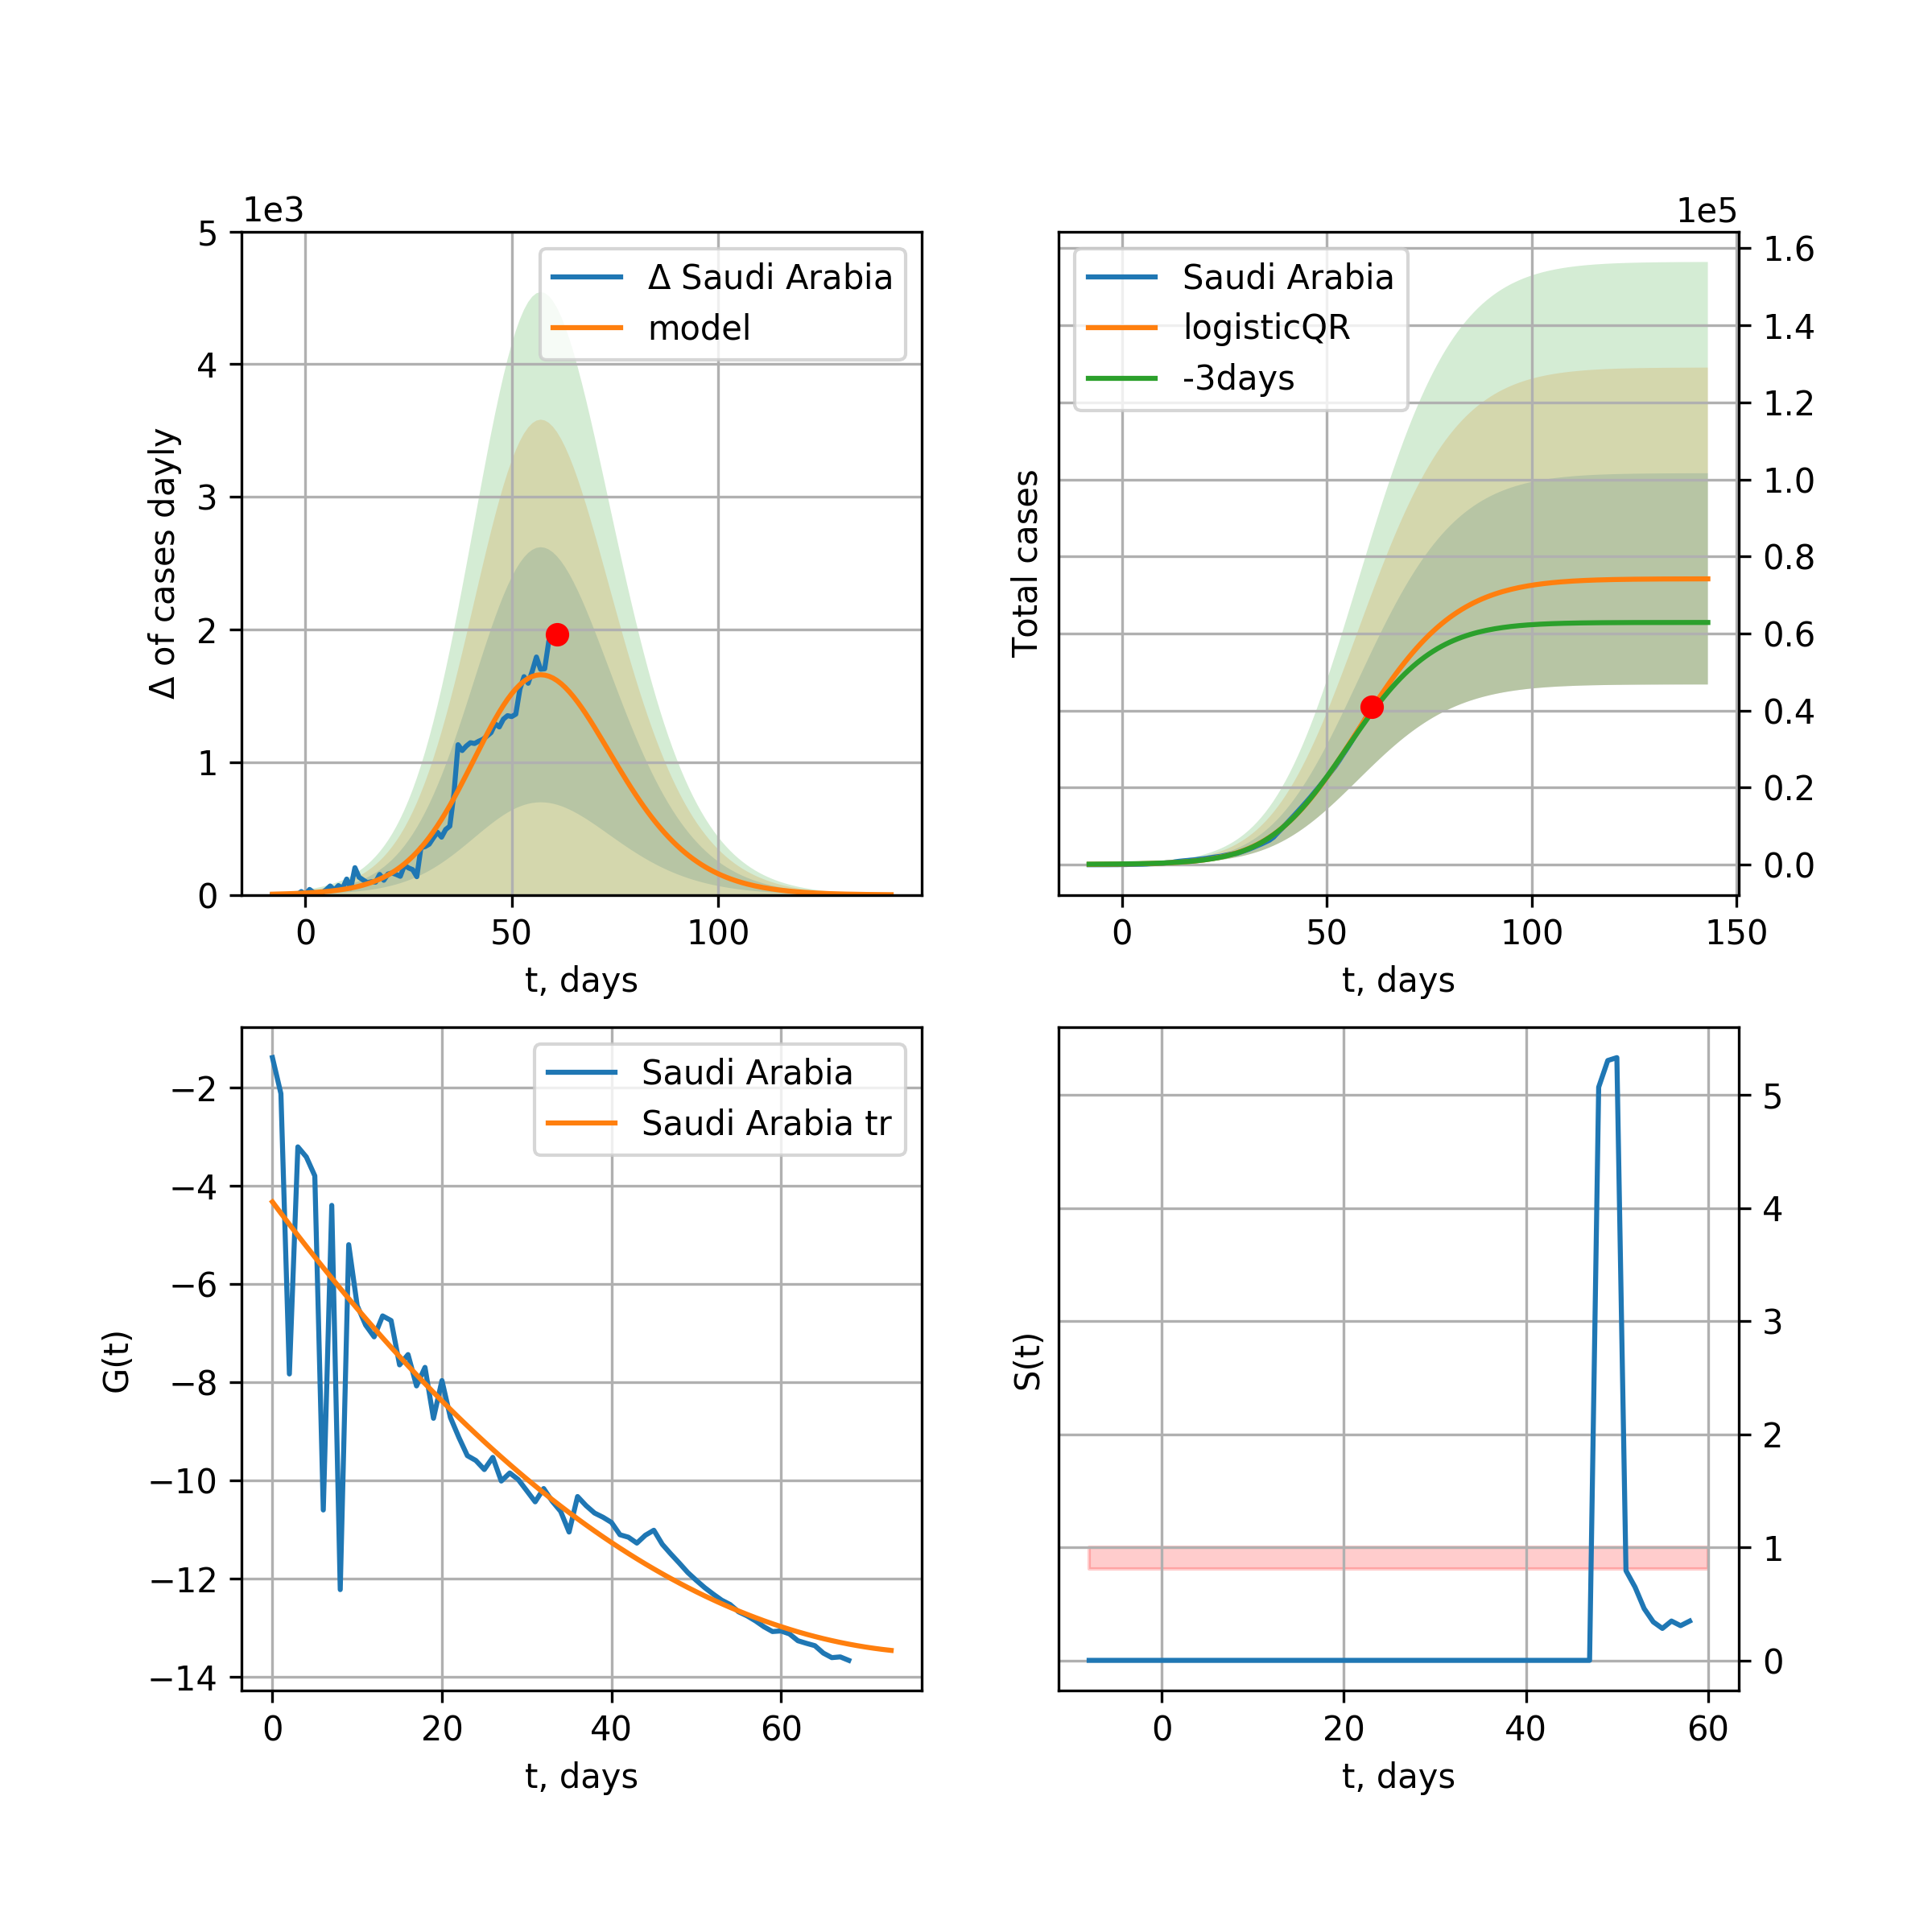 1e3
5
4
3
2
1
0
Δ of cases dayly
Δ Saudi Arabia
model
0
50
100
t, days
1e5
Saudi Arabia
logisticQR
-3days
Total cases
1.6
1.4
1.2
1.0
0.8
0.6
0.4
0.2
0.0
0
50
100
150
t, days
−2
−4
−6
−8
−10
−12
−14
G(t)
Saudi Arabia
Saudi Arabia tr
0
20
40
60
t, days
S(t)
5
4
3
2
1
0
0
20
40
60
t, days